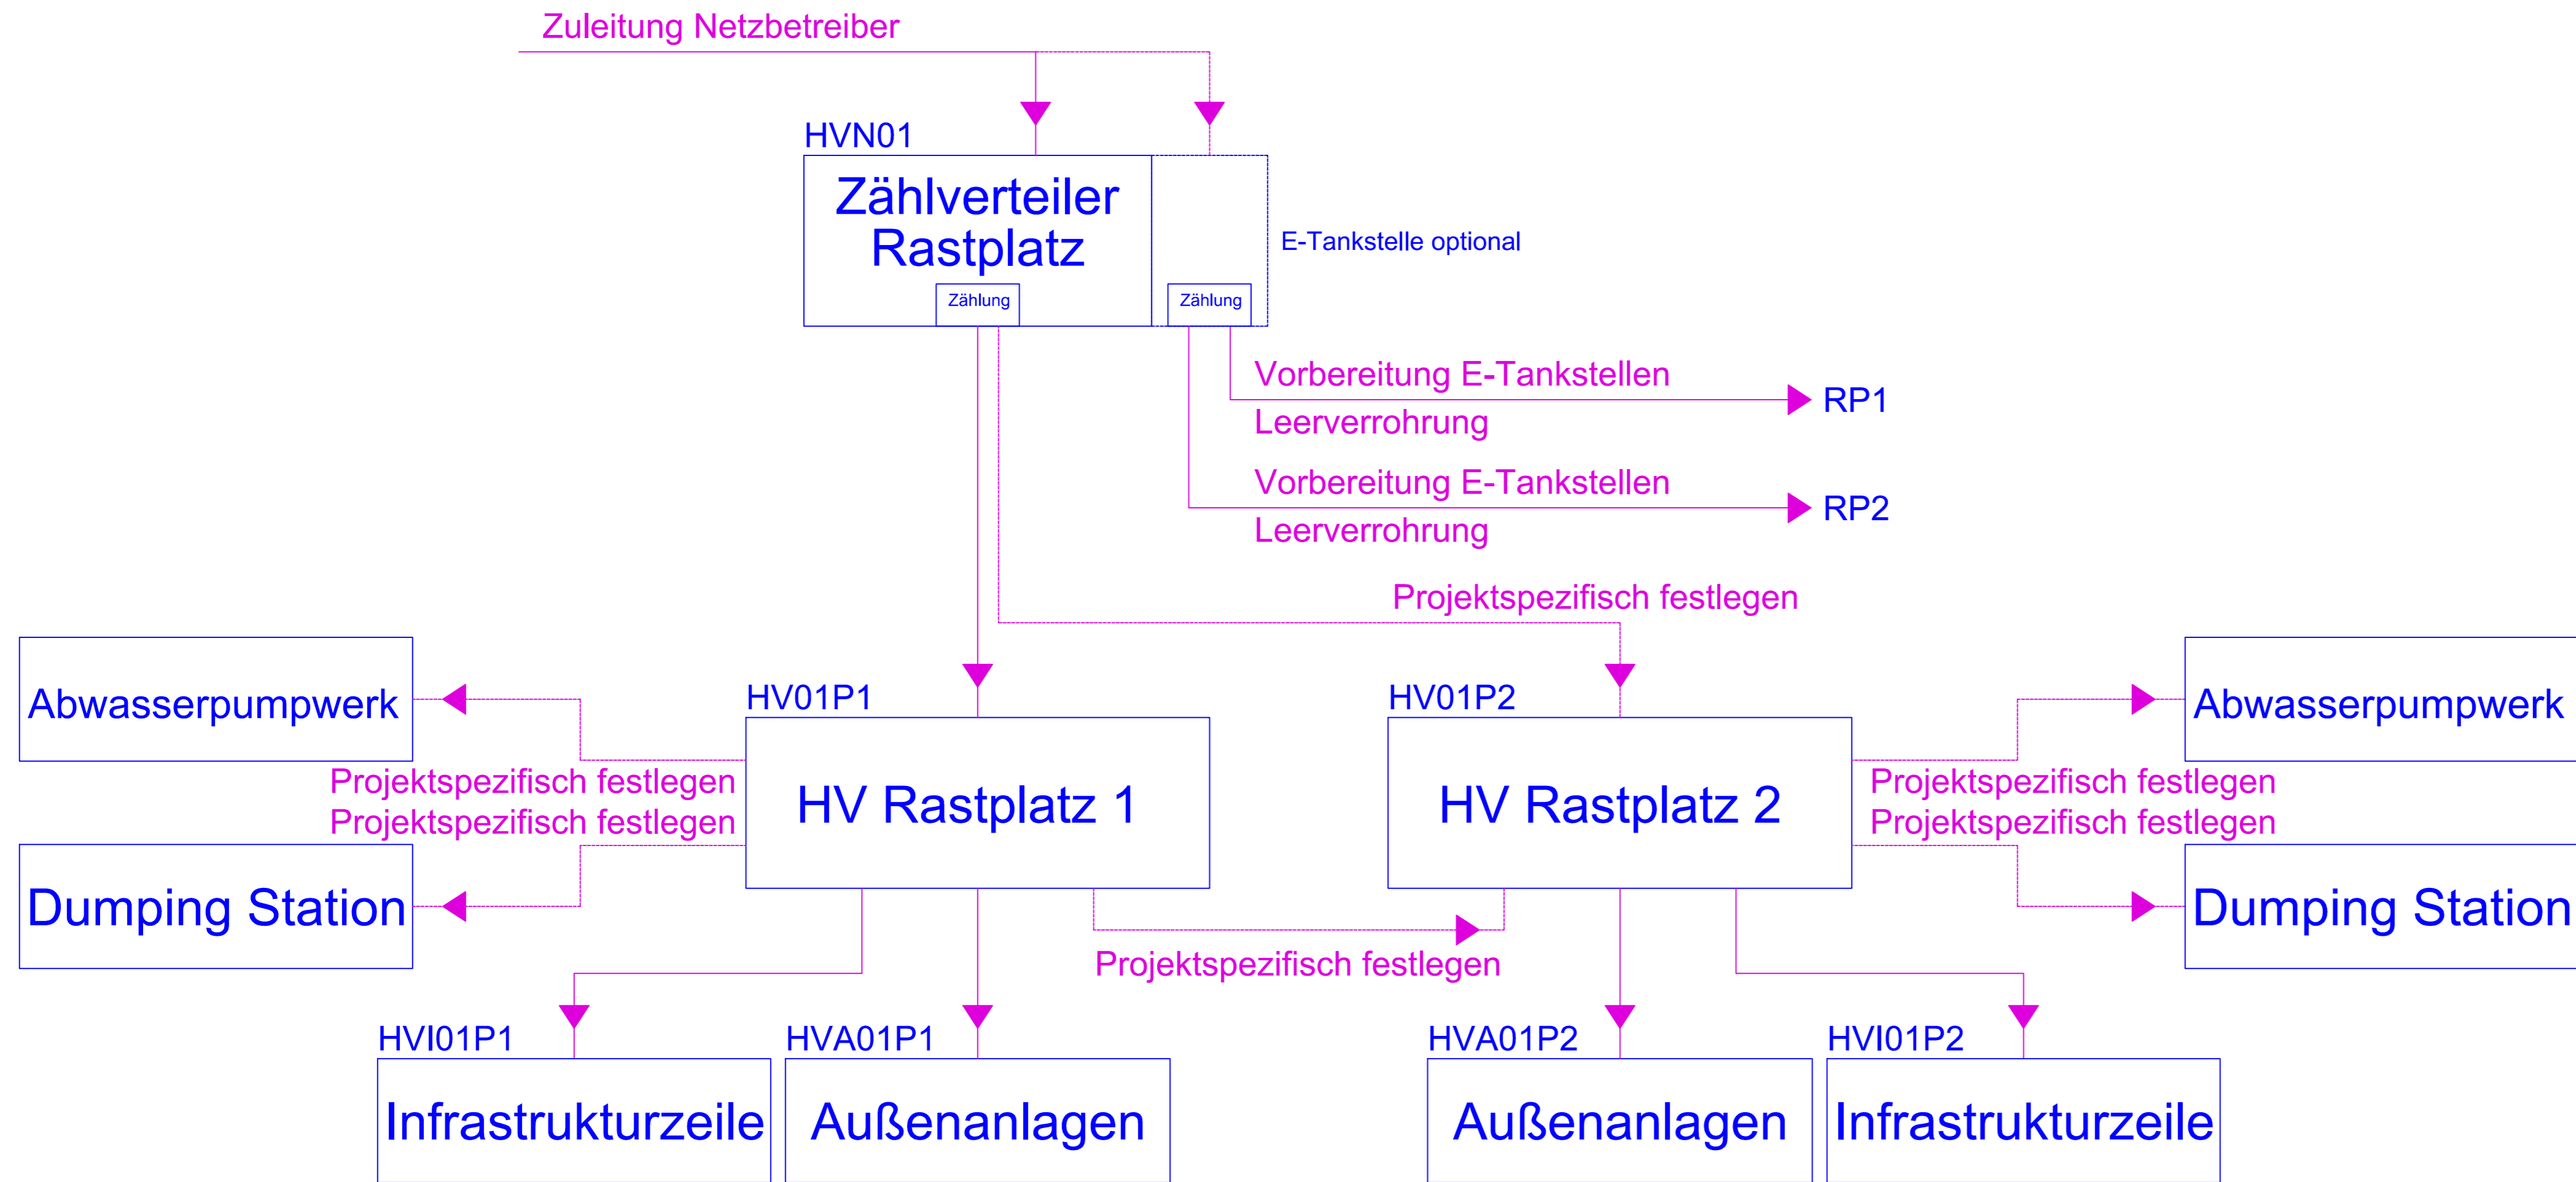 Zuleitung Netzbetreiber
HVN01
Zählverteiler
Rastplatz
E-Tankstelle optional
Zählung
Zählung
Vorbereitung E-Tankstellen
RP1
Leerverrohrung
Vorbereitung E-Tankstellen
RP2
Leerverrohrung
Projektspezifisch festlegen
Abwasserpumpwerk
HV01P1
HV01P2
Abwasserpumpwerk
Projektspezifisch festlegen
Projektspezifisch festlegen
HV Rastplatz 1
HV Rastplatz 2
Projektspezifisch festlegen
Projektspezifisch festlegen
Dumping Station
Dumping Station
Projektspezifisch festlegen
HVI01P1
HVA01P1
HVA01P2
HVI01P2
Infrastrukturzeile
Außenanlagen
Außenanlagen
Infrastrukturzeile